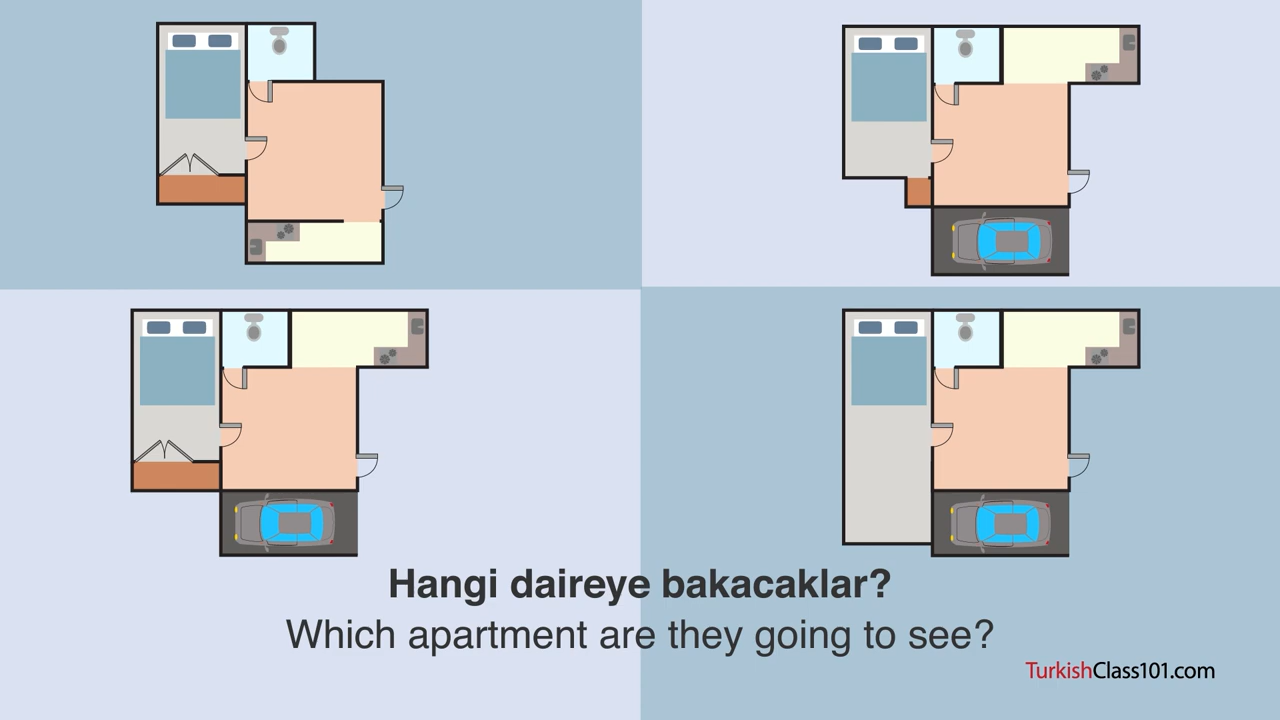 Hangi daireye bakacaklar?
Which apartment are they going to see?
TurkishClass101.com